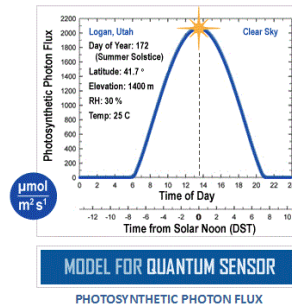 Photosynthetic Photon Flux
2200
2000
1800
1600
1400
1200
1000
800
600
400
200
0
Logan, Utah
Clear Sky
Day of Year: 172
(Summer Solstice)
Latitude: 41.7 °
Elevation: 1400 m
RH: 30 %
Temp: 25 C
0 2 4 6 8 10 12 13 14 16 18 20 22 24
Time of Day
-12 -10 -8 -6 -4 -2 0 2 4 6 8 10
Time from Solar Noon (DST)
µmol
m² s¹
MODEL FOR QUANTUM SENSOR
PHOTOSYNTHETIC PHOTON FLUX